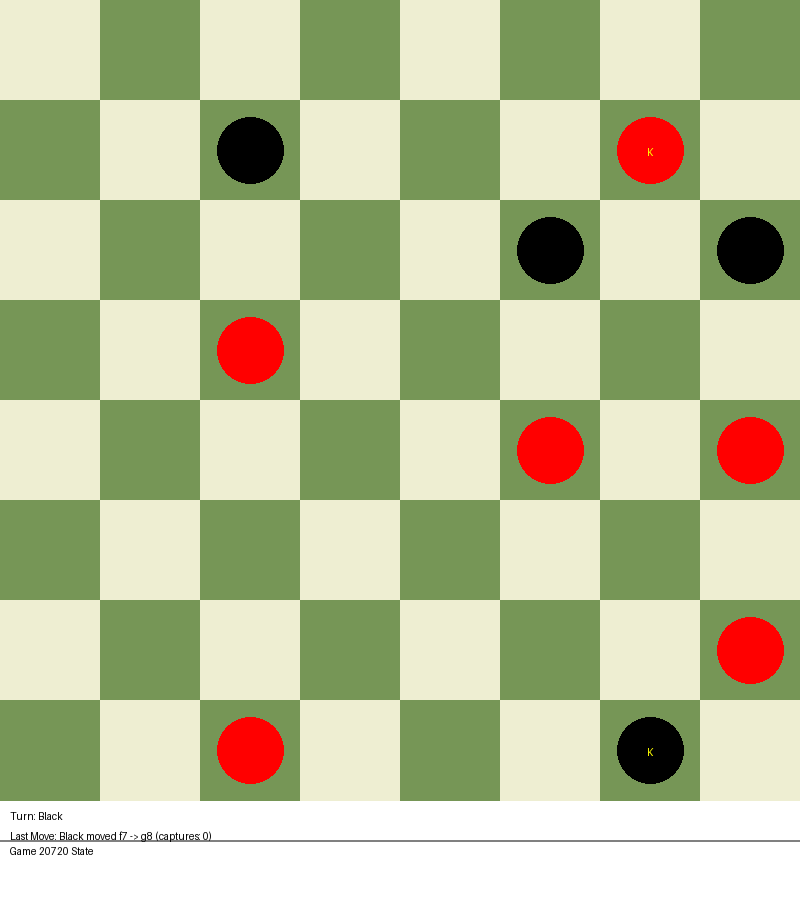 K
K
Turn: Black
Last Move: Black moved f7 -> g8 (captures: 0)
Game 20720 State